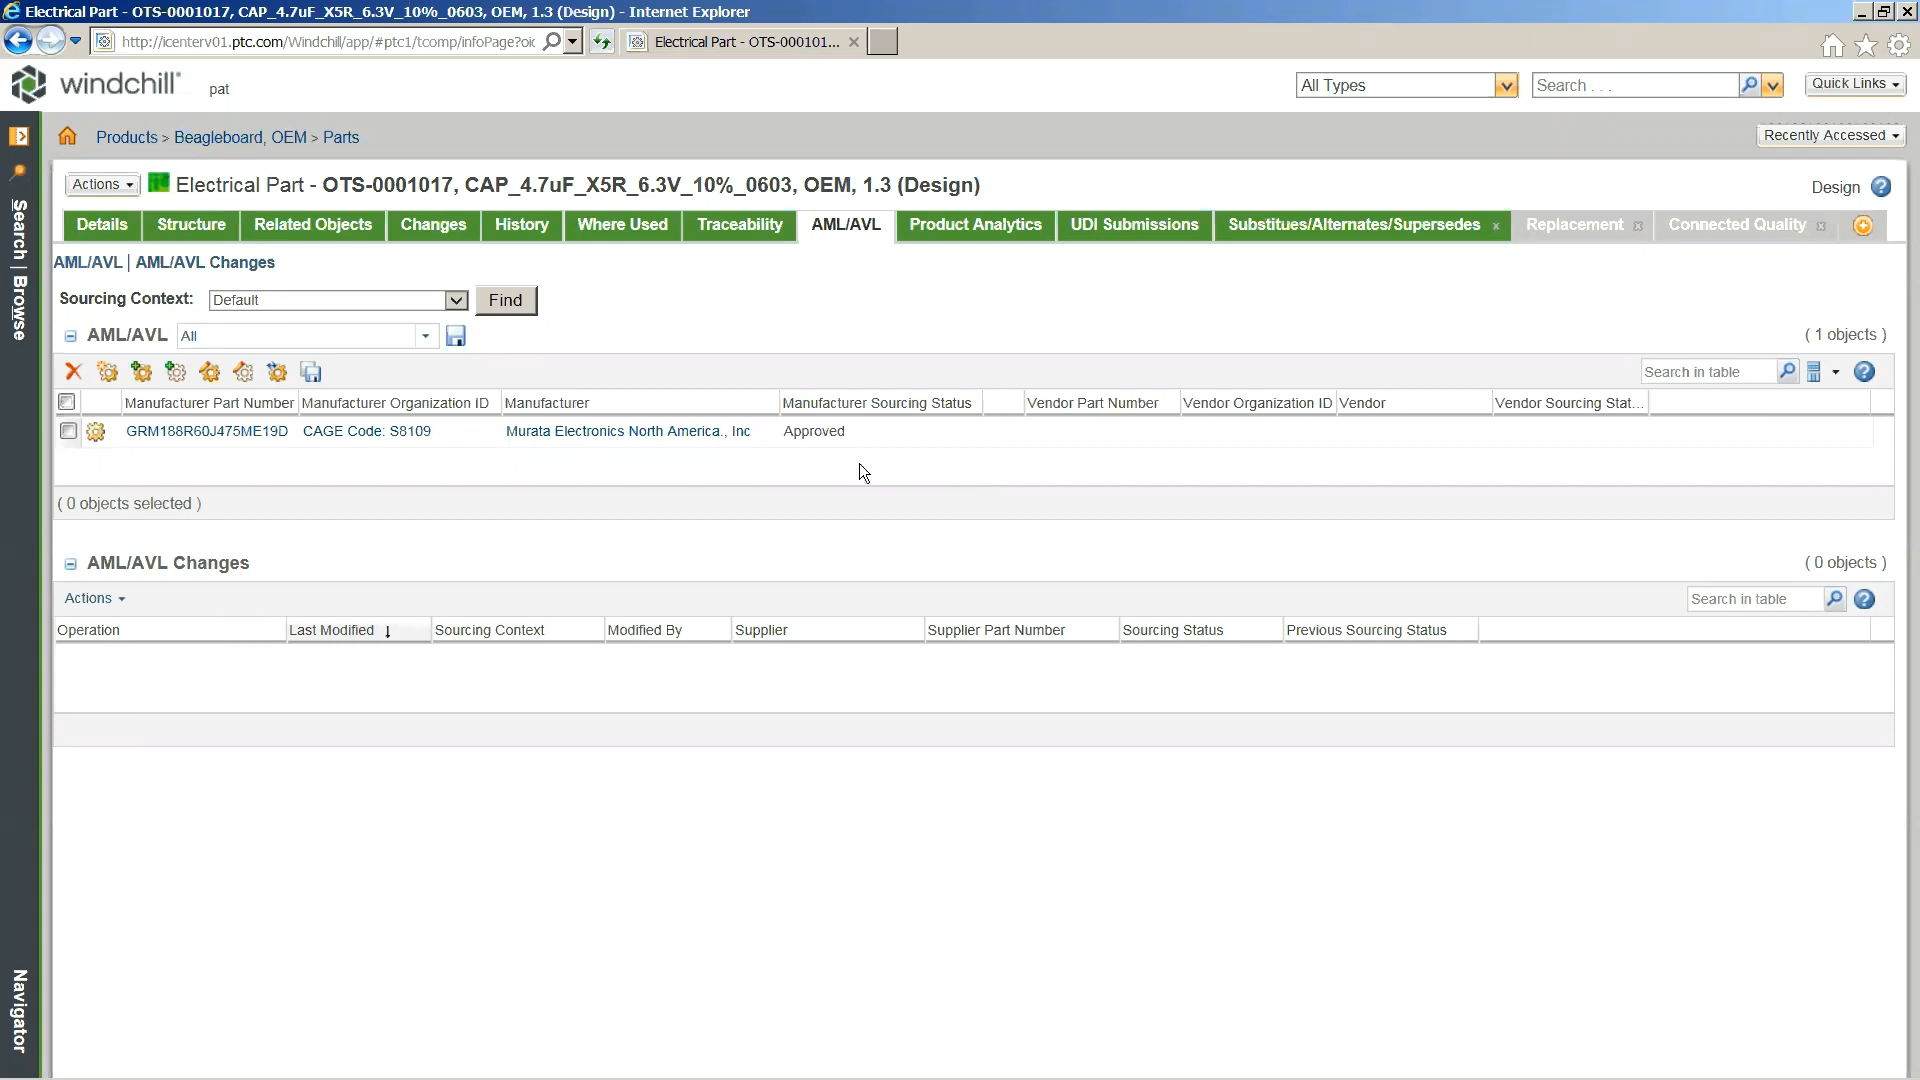 Electrical Part - OTS-0001017, CAP_4.7uF_X5R_6.3V_10%_0603, OEM, 1.3 (Design) - Internet Explorer
http://icenterv01.ptc.com/Windchill/app/#ptc1/tcomp/infoPage?oic
Electrical Part - OTS-000101...
windchill
pat
All Types
Search . . .
Quick Links
Products > Beagleboard, OEM > Parts
Recently Accessed
Actions
Electrical Part - OTS-0001017, CAP_4.7uF_X5R_6.3V_10%_0603, OEM, 1.3 (Design)
Design
Details Structure Related Objects Changes History Where Used Traceability AML/AVL Product Analytics UDI Submissions Substitues/Alternates/Supersedes Replacement Connected Quality
AML/AVL | AML/AVL Changes
Sourcing Context: Default Find
AML/AVL All ( 1 objects )
Search in table
Manufacturer Part Number Manufacturer Organization ID Manufacturer Manufacturer Sourcing Status Vendor Part Number Vendor Organization ID Vendor Vendor Sourcing Stat...
GRM188R60J475ME19D CAGE Code: S8109 Murata Electronics North America., Inc Approved
( 0 objects selected )
AML/AVL Changes ( 0 objects )
Actions Search in table
Operation Last Modified Sourcing Context Modified By Supplier Supplier Part Number Sourcing Status Previous Sourcing Status
Search | Browse
Navigator